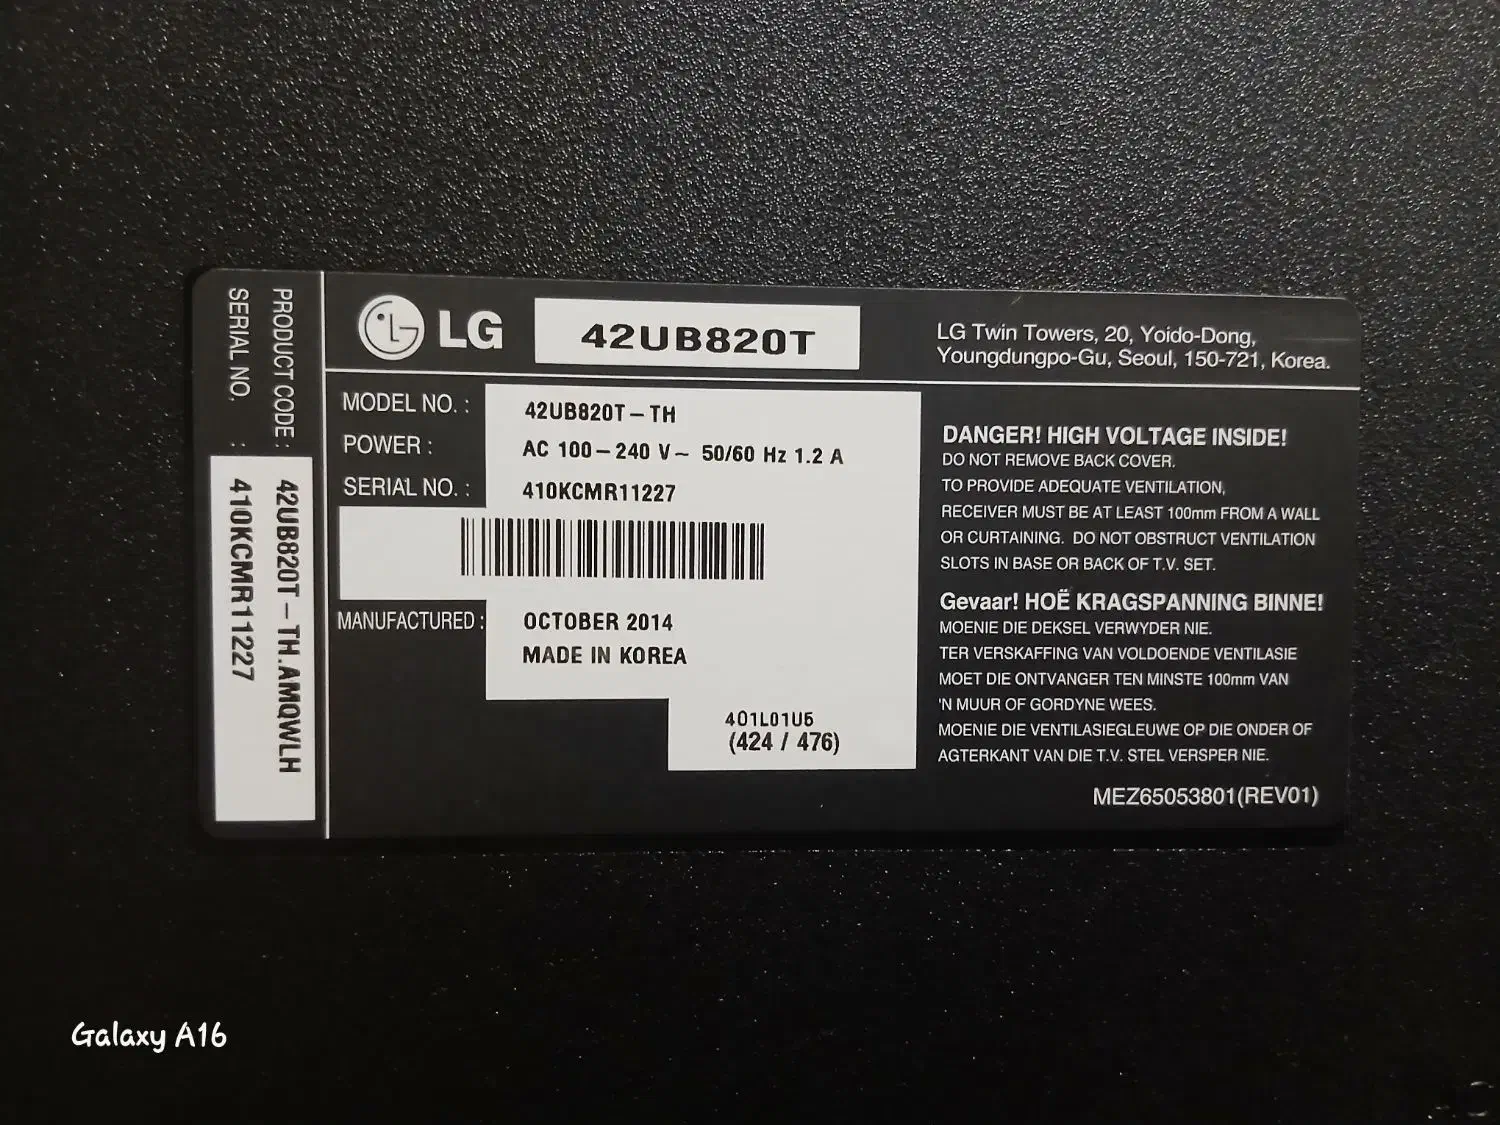 PRODUCT CODE : 42UB820T - TH.AMQWLH
SERIAL NO. : 410KCMR11227
LG
42UB820T
LG Twin Towers, 20, Yoido-Dong,
Youngdungpo-Gu, Seoul, 150-721, Korea.
MODEL NO. : 42UB820T - TH
POWER : AC 100 - 240 V ~ 50/60 Hz 1.2 A
SERIAL NO. : 410KCMR11227
MANUFACTURED : OCTOBER 2014
MADE IN KOREA
401L01U5
(424 / 476)
DANGER! HIGH VOLTAGE INSIDE!
DO NOT REMOVE BACK COVER.
TO PROVIDE ADEQUATE VENTILATION,
RECEIVER MUST BE AT LEAST 100mm FROM A WALL
OR CURTAINING. DO NOT OBSTRUCT VENTILATION
SLOTS IN BASE OR BACK OF T.V. SET.
Gevaar! HOË KRAGSPANNING BINNE!
MOENIE DIE DEKSEL VERWYDER NIE.
TER VERSKAFFING VAN VOLDOENDE VENTILASIE
MOET DIE ONTVANGER TEN MINSTE 100mm VAN
'N MUUR OF GORDYNE WEES.
MOENIE DIE VENTILASIEGLEUWE OP DIE ONDER OF
AGTERKANT VAN DIE T.V. STEL VERSPER NIE.
MEZ65053801(REV01)
Galaxy A16